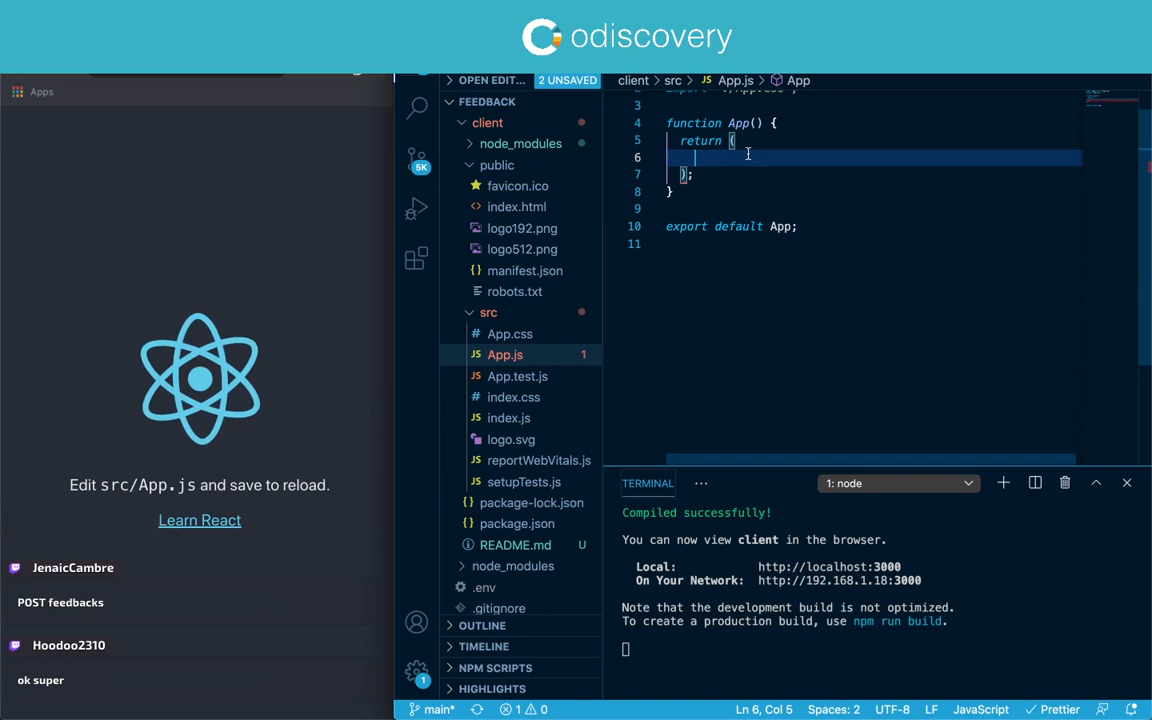 odiscovery
Apps
Edit src/App.js and save to reload.
Learn React
JenaicCambre
POST feedbacks
Hoodoo2310
ok super
5K
1
OPEN EDIT... 2 UNSAVED
FEEDBACK
client
node_modules
public
favicon.ico
index.html
logo192.png
logo512.png
manifest.json
robots.txt
src
# App.css
JS App.js 1
JS App.test.js
# index.css
JS index.js
logo.svg
JS reportWebVitals.js
JS setupTests.js
{} package-lock.json
{} package.json
README.md U
node_modules
.env
.gitignore
OUTLINE
TIMELINE
NPM SCRIPTS
HIGHLIGHTS
client > src > JS App.js > App
3
4 function App() {
5 return (
6
7 );
8 }
9
10 export default App;
11
TERMINAL ... 1: node
Compiled successfully!
You can now view client in the browser.
Local: http://localhost:3000
On Your Network: http://192.168.1.18:3000
Note that the development build is not optimized.
To create a production build, use npm run build.
main* 1 0 Ln 6, Col 5 Spaces: 2 UTF-8 LF JavaScript Prettier